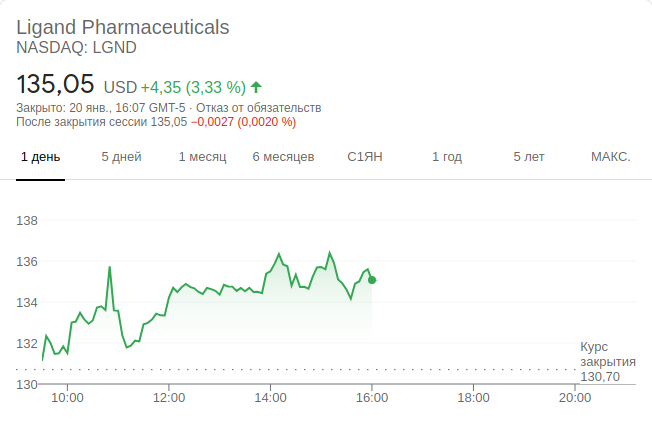 Ligand Pharmaceuticals
NASDAQ: LGND
135,05 USD +4,35 (3,33 %)
Закрыто: 20 янв., 16:07 GMT-5 · Отказ от обязательств
После закрытия сессии 135,05 −0,0027 (0,0020 %)
1 день 5 дней 1 месяц 6 месяцев С1ЯН 1 год 5 лет МАКС.
138
136
134
132
Курс
закрытия
130,70
130
10:00 12:00 14:00 16:00 18:00 20:00